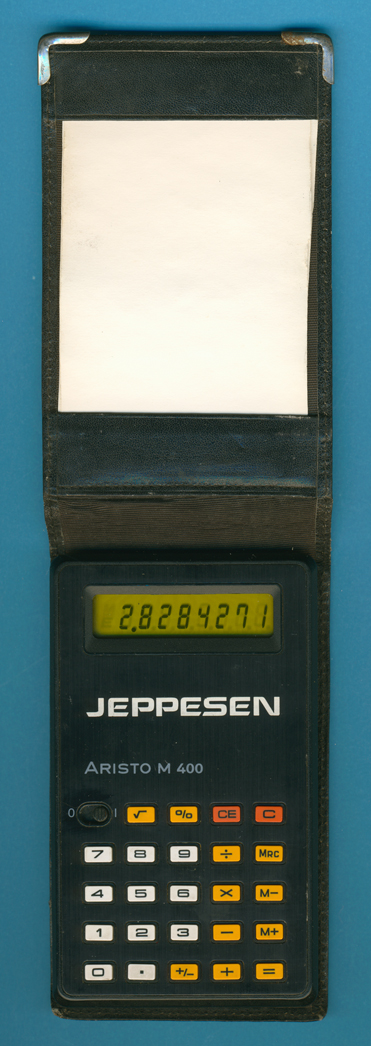 2.8284271
JEPPESEN
ARISTO M 400
0 I √ % CE C
7 8 9 ÷ MRC
4 5 6 × M−
1 2 3 − M+
0 · +/− + =